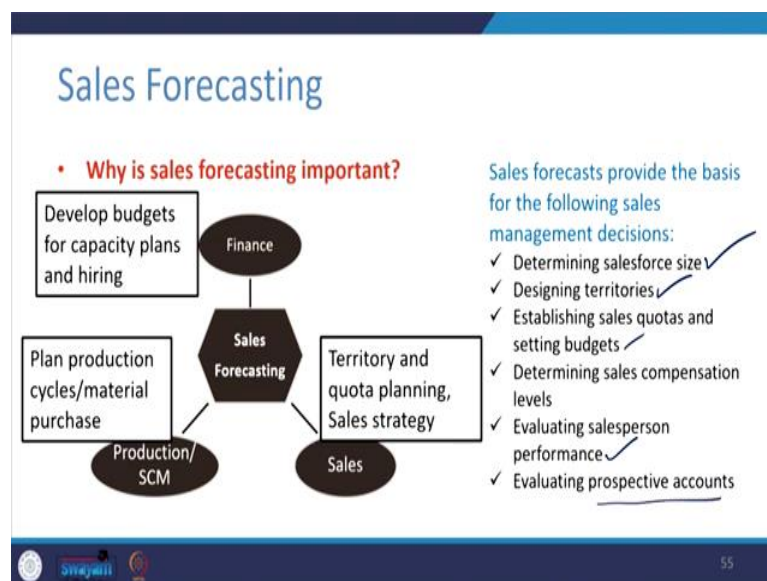 Sales Forecasting
• Why is sales forecasting important?
Develop budgets
for capacity plans
and hiring
Finance
Sales
Forecasting
Plan production
cycles/material
purchase
Territory and
quota planning,
Sales strategy
Production/
SCM
Sales
Sales forecasts provide the basis
for the following sales
management decisions:
✓ Determining salesforce size
✓ Designing territories
✓ Establishing sales quotas and
setting budgets
✓ Determining sales compensation
levels
✓ Evaluating salesperson
performance
✓ Evaluating prospective accounts
swayam
55